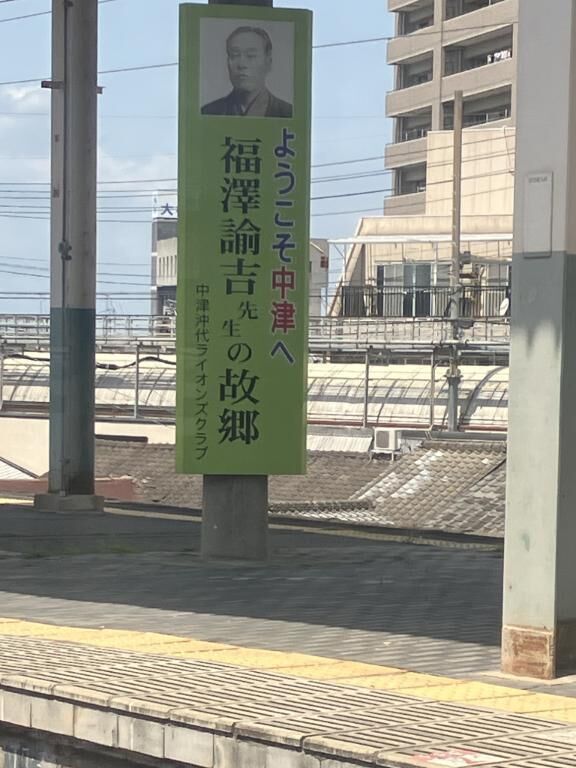 ようこそ中津へ
福澤諭吉先生の故郷
中津沖代ライオンズクラブ
大